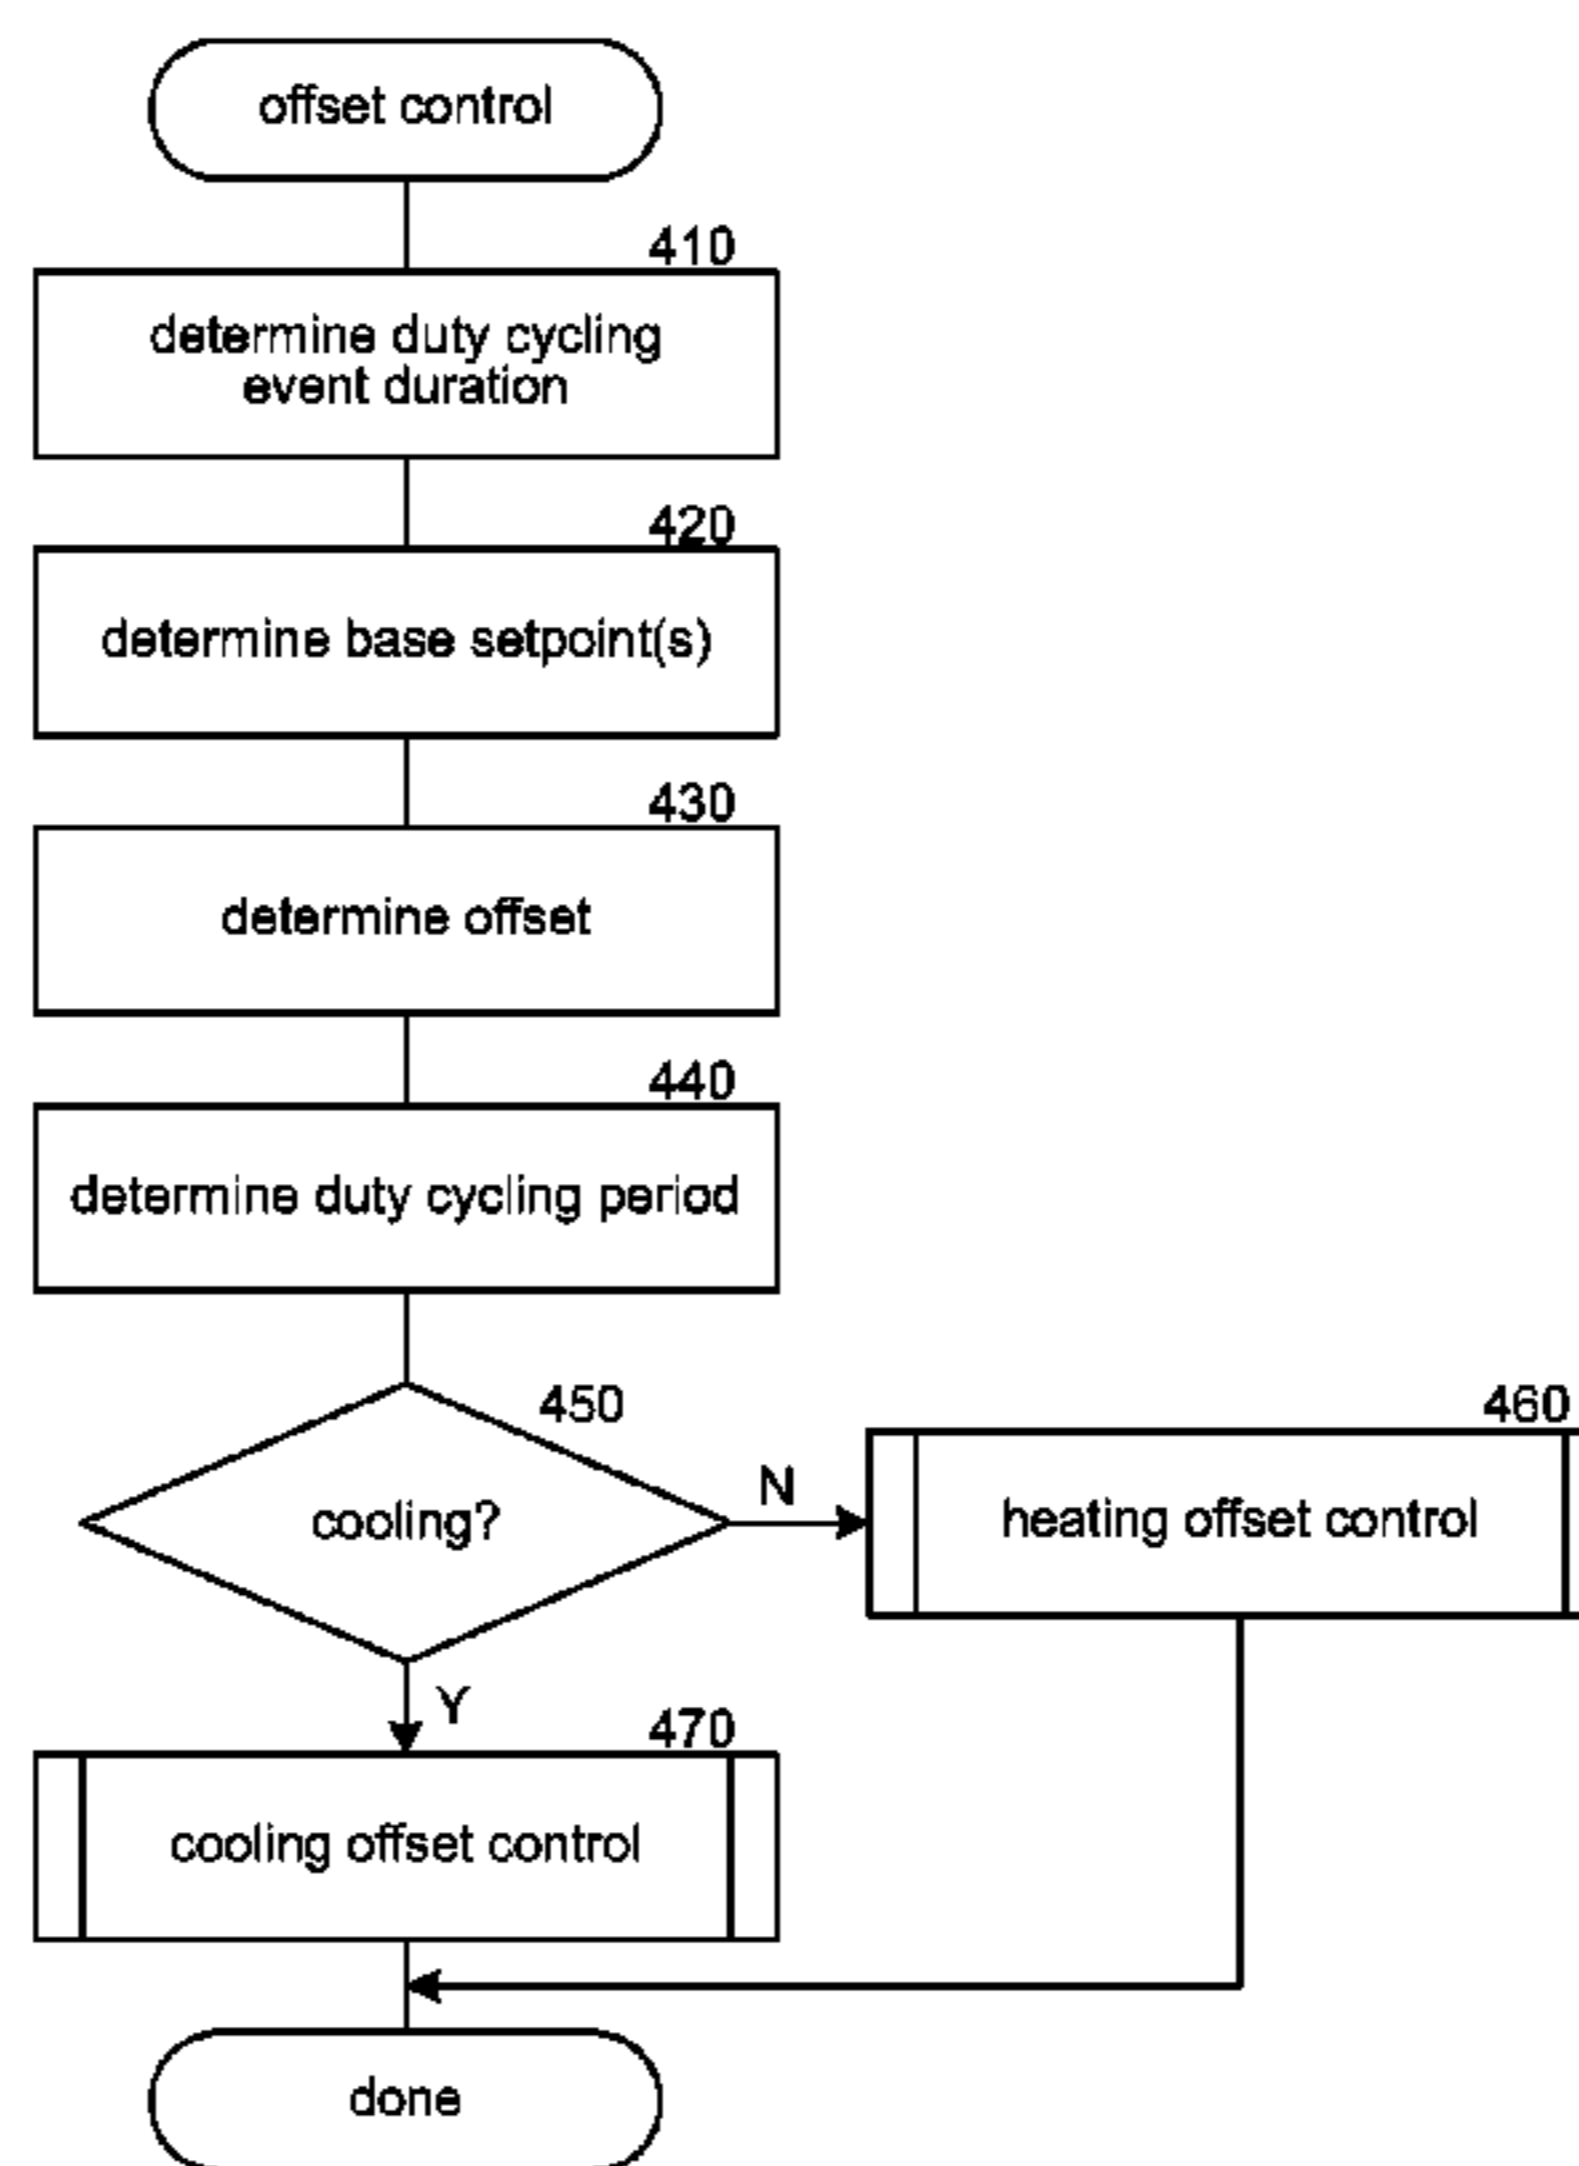 offset control
410
determine duty cycling
event duration
420
determine base setpoint(s)
430
determine offset
440
determine duty cycling period
450
cooling?
N
460
heating offset control
Y
470
cooling offset control
done